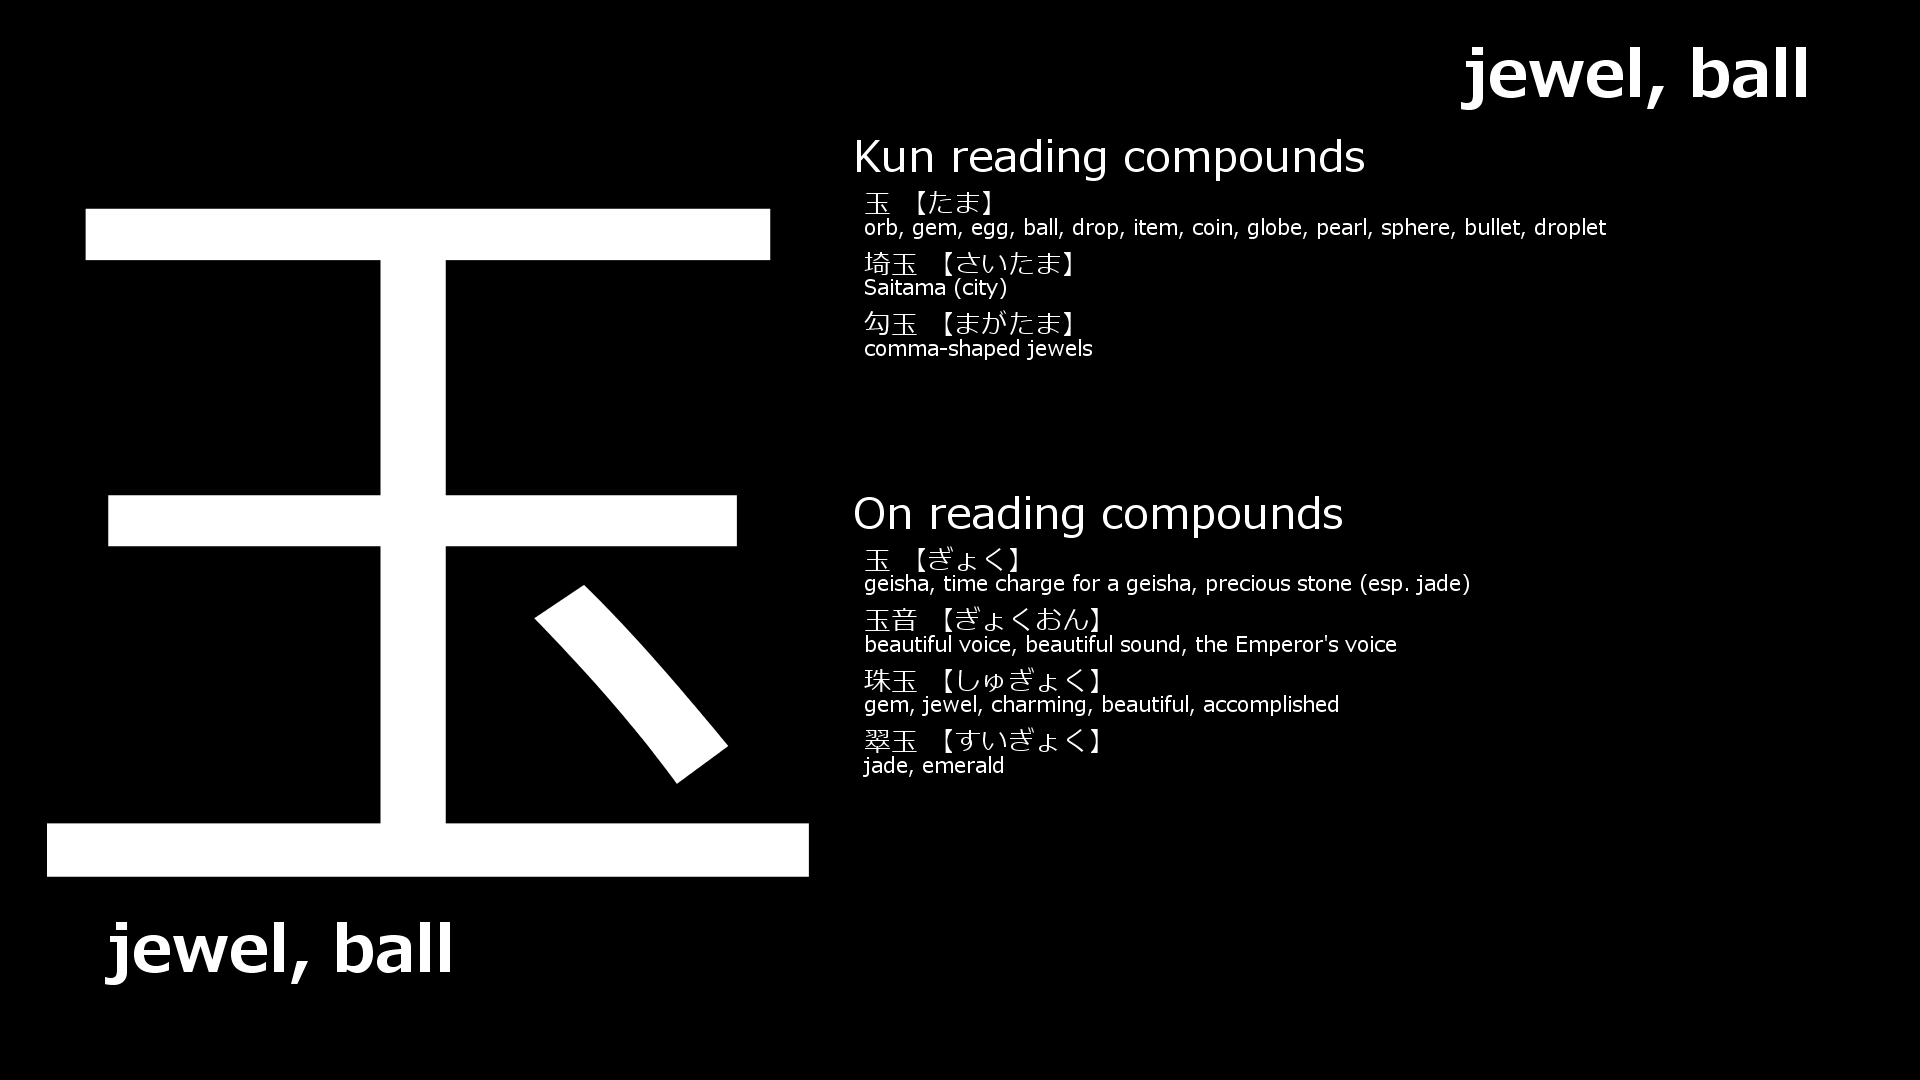 jewel, ball
玉
Kun reading compounds
玉 【たま】
orb, gem, egg, ball, drop, item, coin, globe, pearl, sphere, bullet, droplet
埼玉 【さいたま】
Saitama (city)
勾玉 【まがたま】
comma-shaped jewels
On reading compounds
玉 【ぎょく】
geisha, time charge for a geisha, precious stone (esp. jade)
玉音 【ぎょくおん】
beautiful voice, beautiful sound, the Emperor's voice
珠玉 【しゅぎょく】
gem, jewel, charming, beautiful, accomplished
翠玉 【すいぎょく】
jade, emerald
jewel, ball